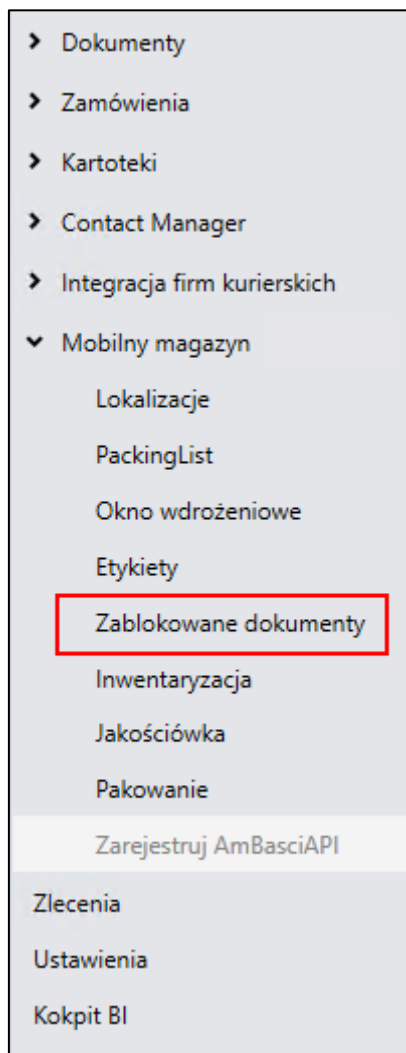 Dokumenty
Zamówienia
Kartoteki
Contact Manager
Integracja firm kurierskich
Mobilny magazyn
Lokalizacje
PackingList
Okno wdrożeniowe
Etykiety
Zablokowane dokumenty
Inwentaryzacja
Jakościówka
Pakowanie
Zarejestruj AmBasciAPI
Zlecenia
Ustawienia
Kokpit BI